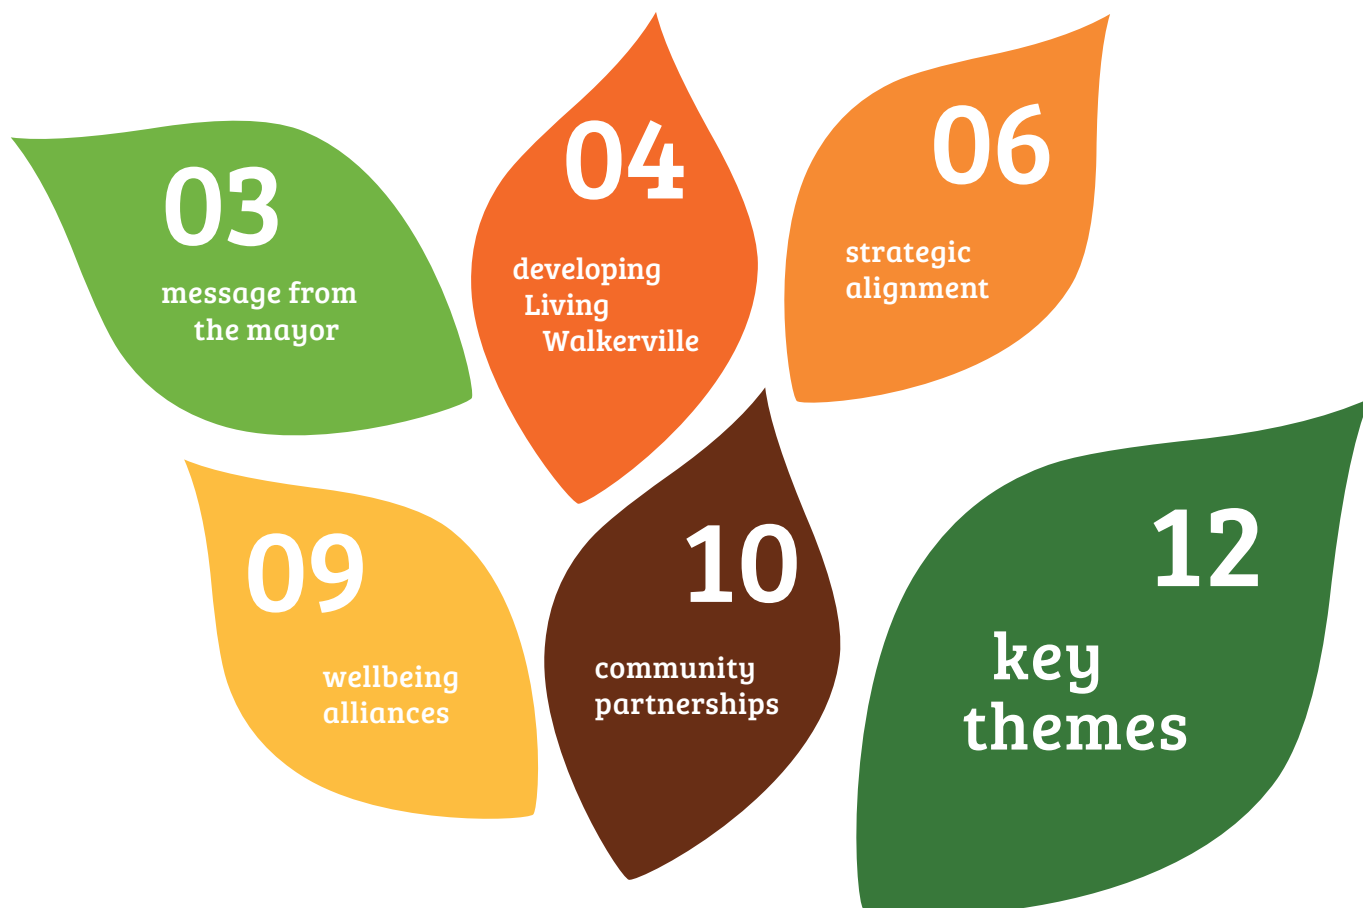 03
message from
the mayor
04
developing
Living
Walkerville
06
strategic
alignment
09
wellbeing
alliances
10
community
partnerships
12
key
themes